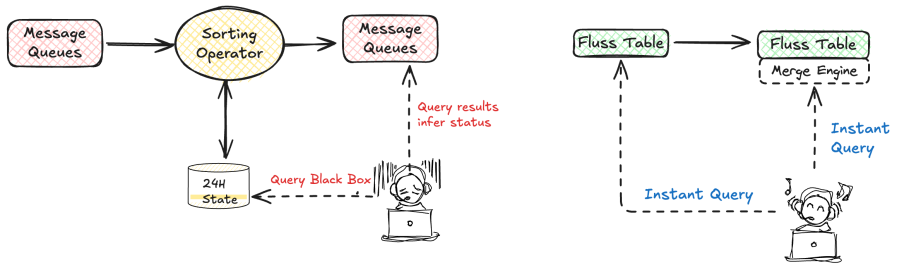 Message
Queues
Sorting
Operator
Message
Queues
Query results
infer status
Query Black Box
24H
State
Fluss Table
Fluss Table
Merge Engine
Instant
Query
Instant Query